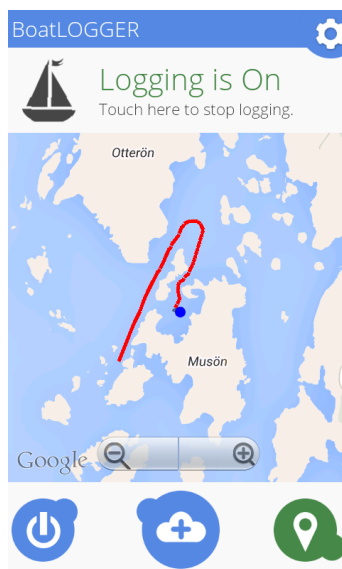 BoatLOGGER
Logging is On
Touch here to stop logging.
Otterön
Musön
Google